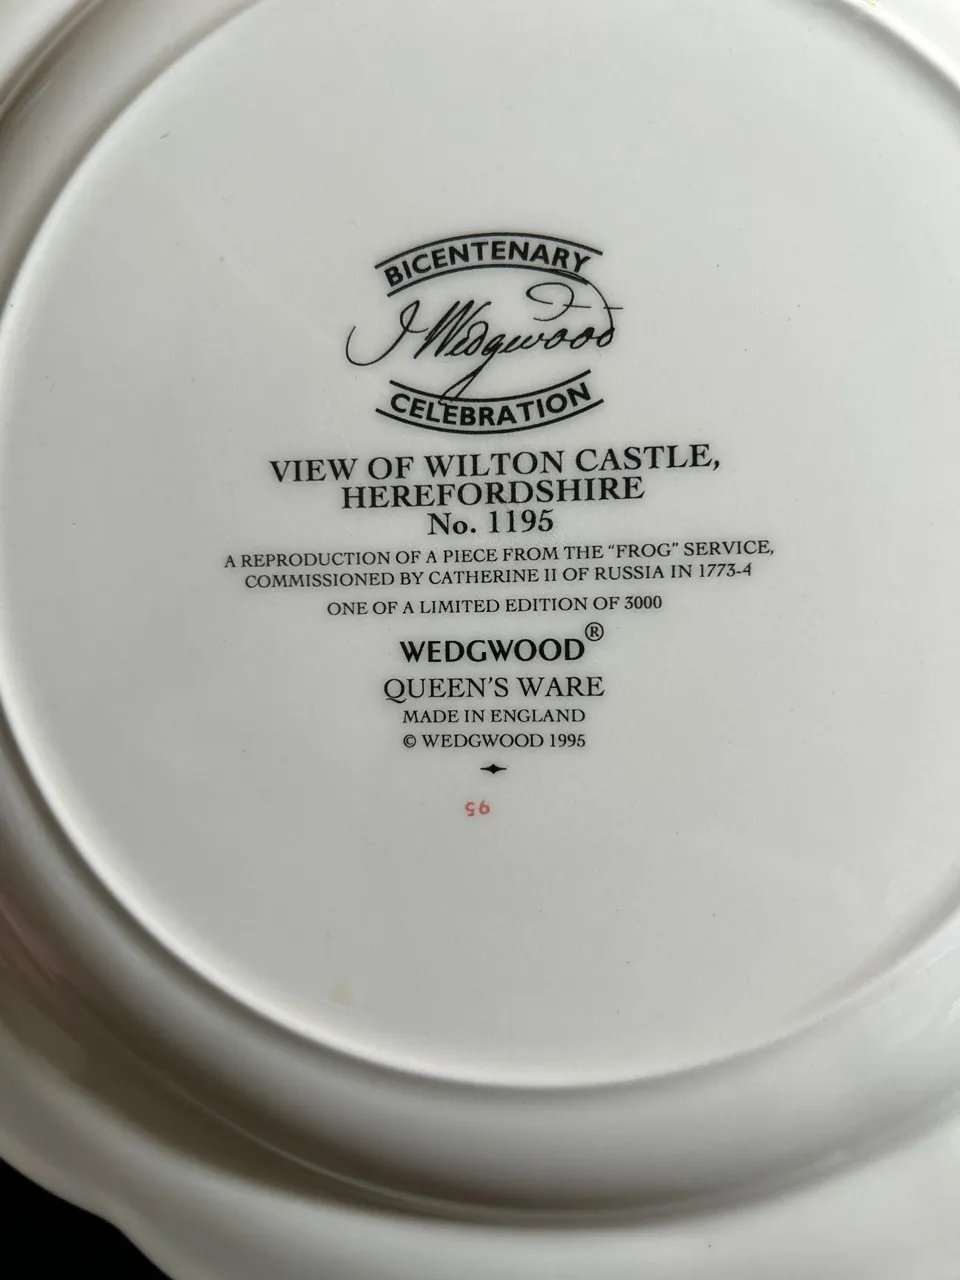 BICENTENARY
J Wedgwood
CELEBRATION
VIEW OF WILTON CASTLE,
HEREFORDSHIRE
No. 1195
A REPRODUCTION OF A PIECE FROM THE "FROG" SERVICE,
COMMISSIONED BY CATHERINE II OF RUSSIA IN 1773-4
ONE OF A LIMITED EDITION OF 3000
WEDGWOOD®
QUEEN'S WARE
MADE IN ENGLAND
© WEDGWOOD 1995
95